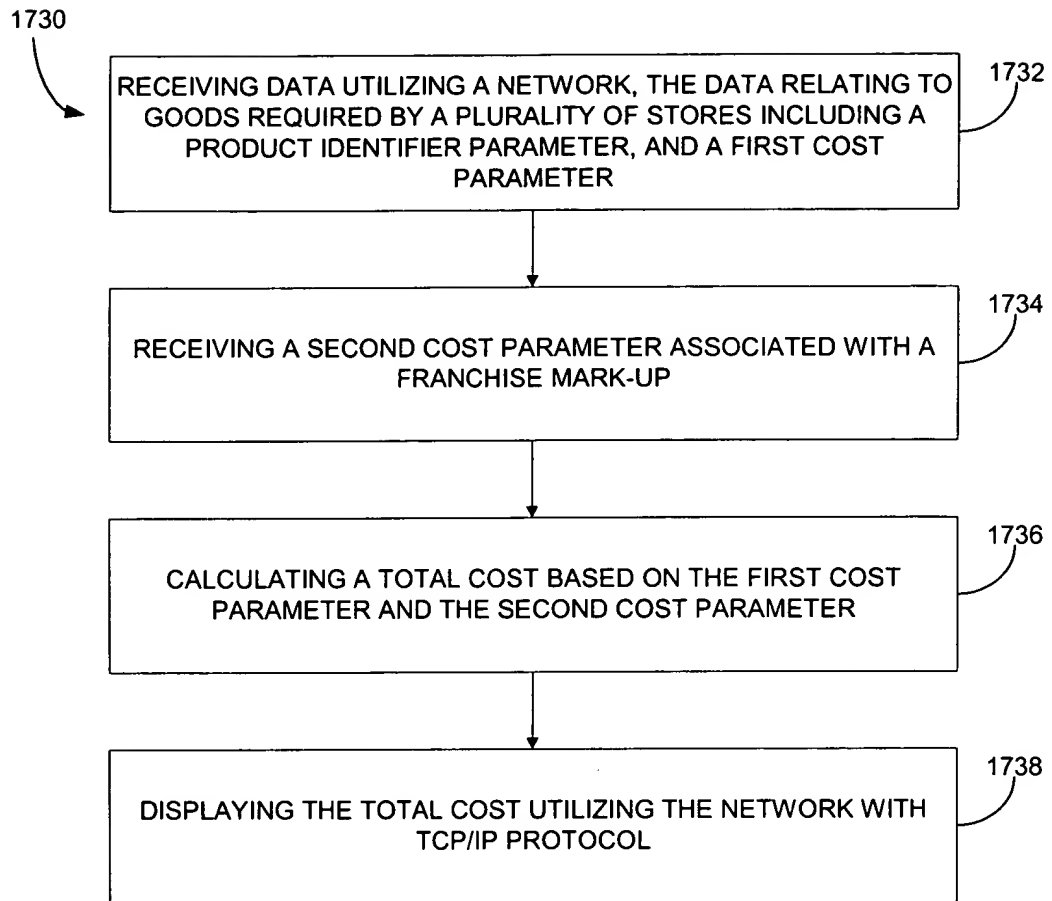 1730
RECEIVING DATA UTILIZING A NETWORK, THE DATA RELATING TO
GOODS REQUIRED BY A PLURALITY OF STORES INCLUDING A
PRODUCT IDENTIFIER PARAMETER, AND A FIRST COST
PARAMETER
1732
RECEIVING A SECOND COST PARAMETER ASSOCIATED WITH A
FRANCHISE MARK-UP
1734
CALCULATING A TOTAL COST BASED ON THE FIRST COST
PARAMETER AND THE SECOND COST PARAMETER
1736
DISPLAYING THE TOTAL COST UTILIZING THE NETWORK WITH
TCP/IP PROTOCOL
1738